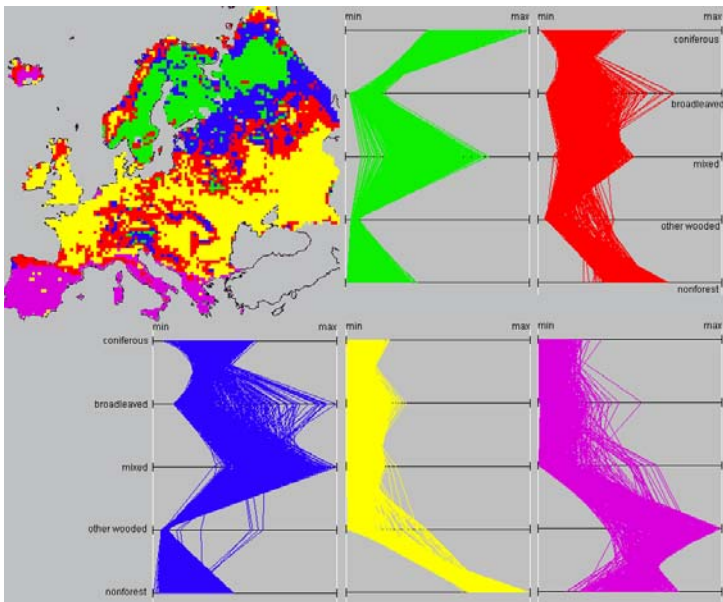 min max min max
coniferous
broadleaved
mixed
other wooded
nonforest
min max min max min max
coniferous
broadleaved
mixed
other wooded
nonforest